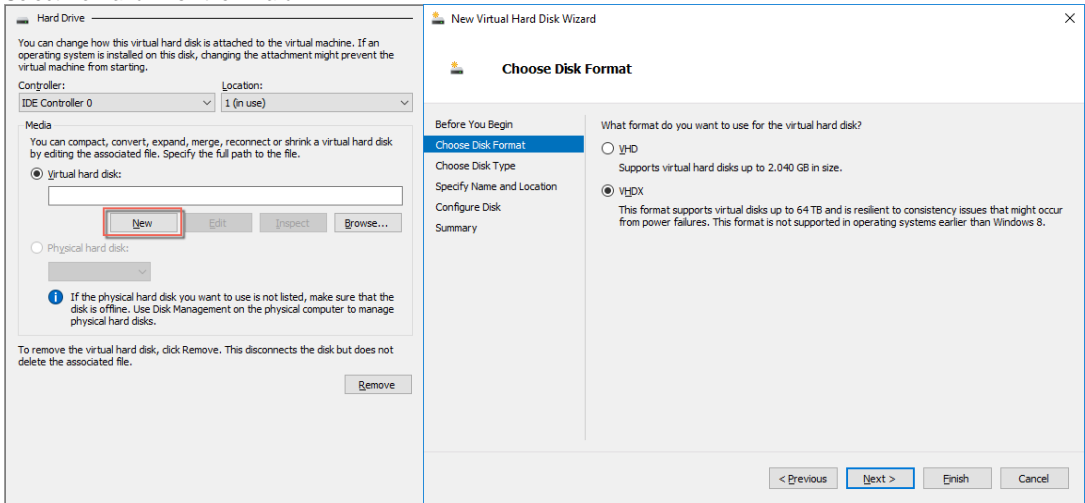 Hard Drive
You can change how this virtual hard disk is attached to the virtual machine. If an
operating system is installed on this disk, changing the attachment might prevent the
virtual machine from starting.
Controller:
Location:
IDE Controller 0
1 (in use)
Media
You can compact, convert, expand, merge, reconnect or shrink a virtual hard disk
by editing the associated file. Specify the full path to the file.
Virtual hard disk:
New
Edit
Inspect
Browse...
Physical hard disk:
If the physical hard disk you want to use is not listed, make sure that the
disk is offline. Use Disk Management on the physical computer to manage
physical hard disks.
To remove the virtual hard disk, click Remove. This disconnects the disk but does not
delete the associated file.
Remove
New Virtual Hard Disk Wizard
Choose Disk Format
Before You Begin
Choose Disk Format
Choose Disk Type
Specify Name and Location
Configure Disk
Summary
What format do you want to use for the virtual hard disk?
VHD
Supports virtual hard disks up to 2.040 GB in size.
VHDX
This format supports virtual disks up to 64 TB and is resilient to consistency issues that might occur
from power failures. This format is not supported in operating systems earlier than Windows 8.
< Previous
Next >
Finish
Cancel